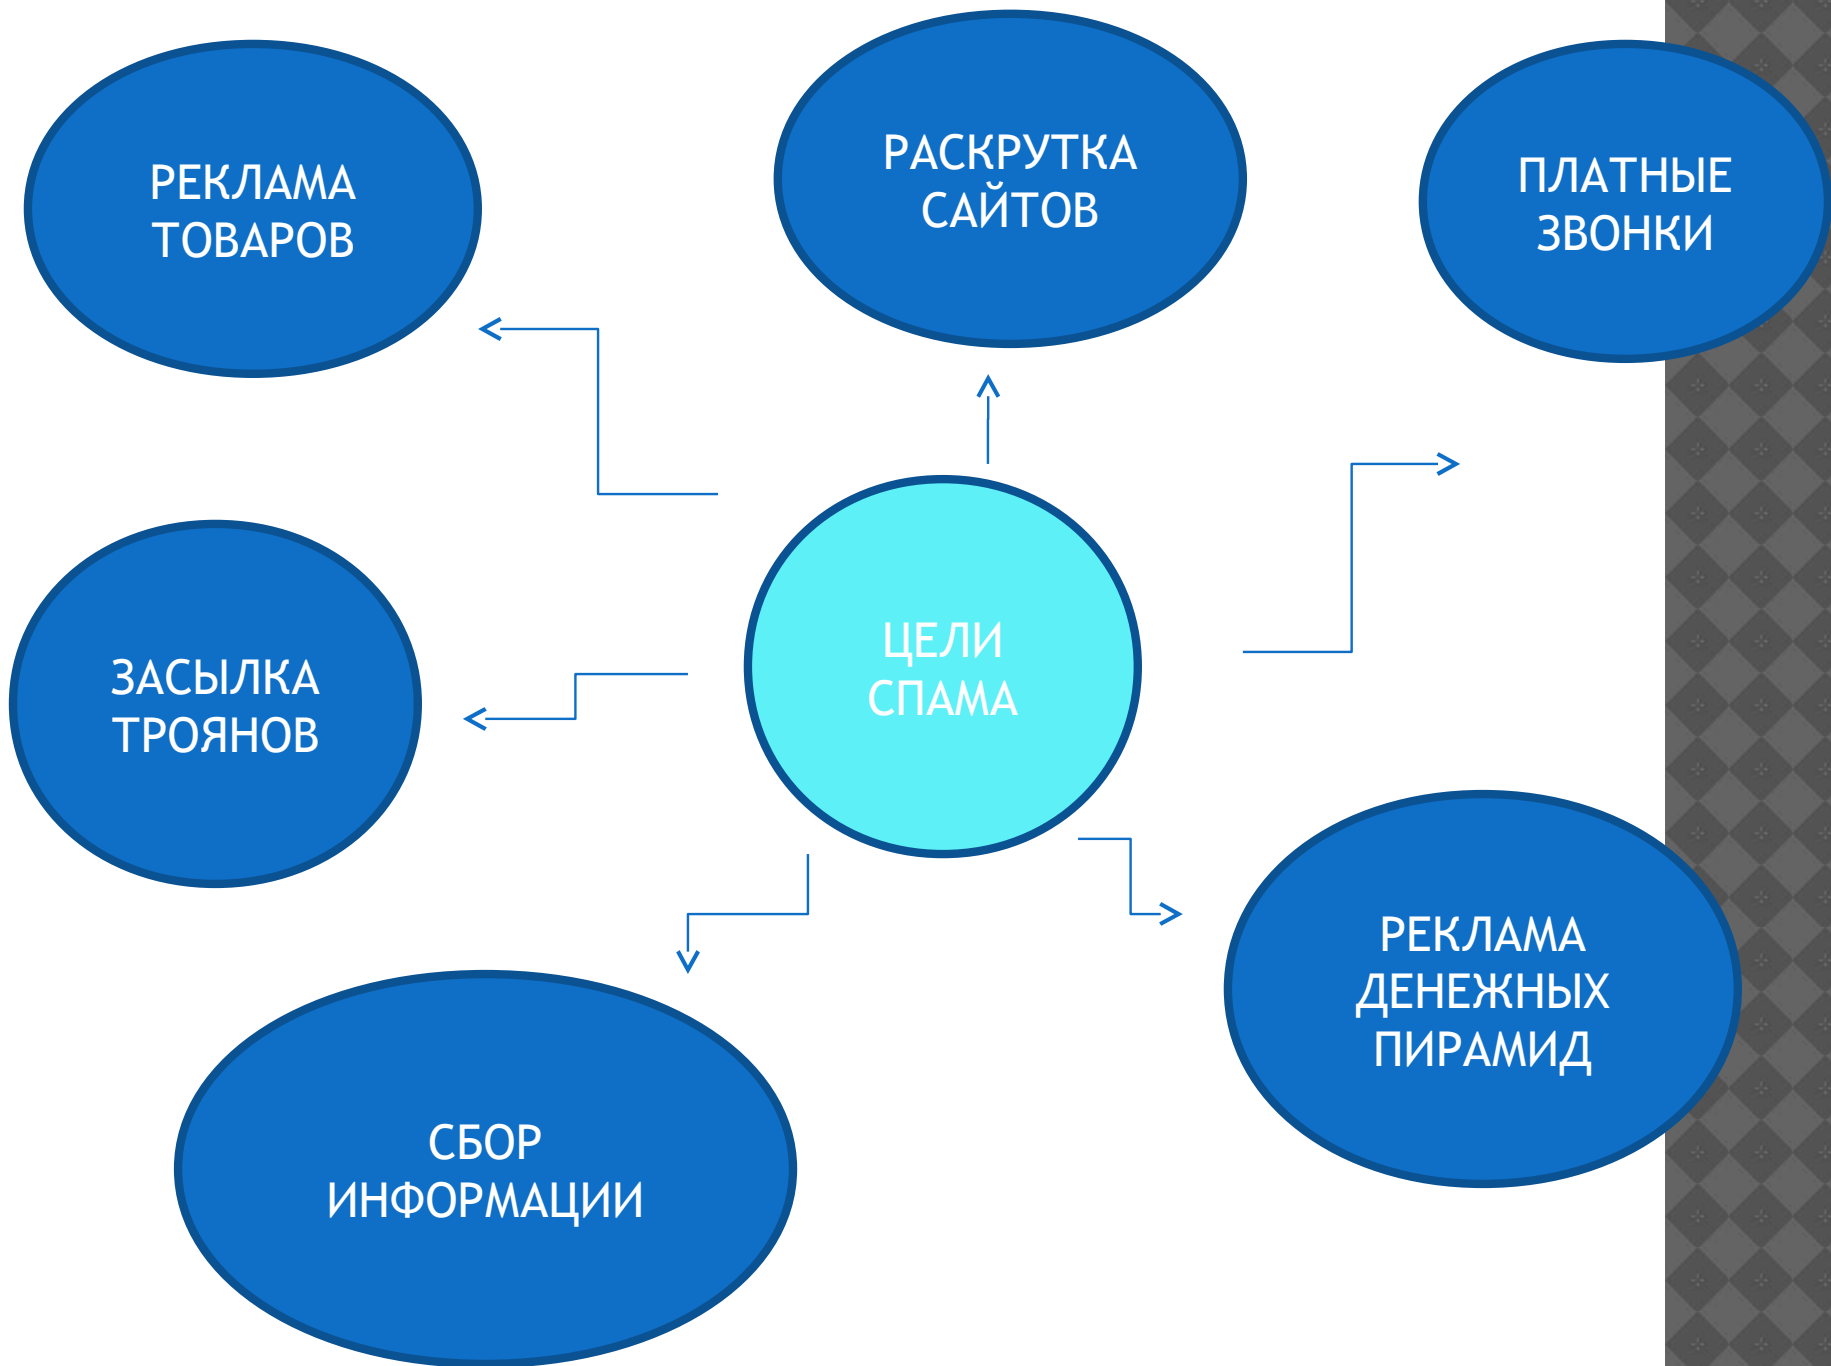 РЕКЛАМА
ТОВАРОВ
РАСКРУТКА
САЙТОВ
ПЛАТНЫЕ
ЗВОНКИ
ЗАСЫЛКА
ТРОЯНОВ
ЦЕЛИ
СПАМА
РЕКЛАМА
ДЕНЕЖНЫХ
ПИРАМИД
СБОР
ИНФОРМАЦИИ